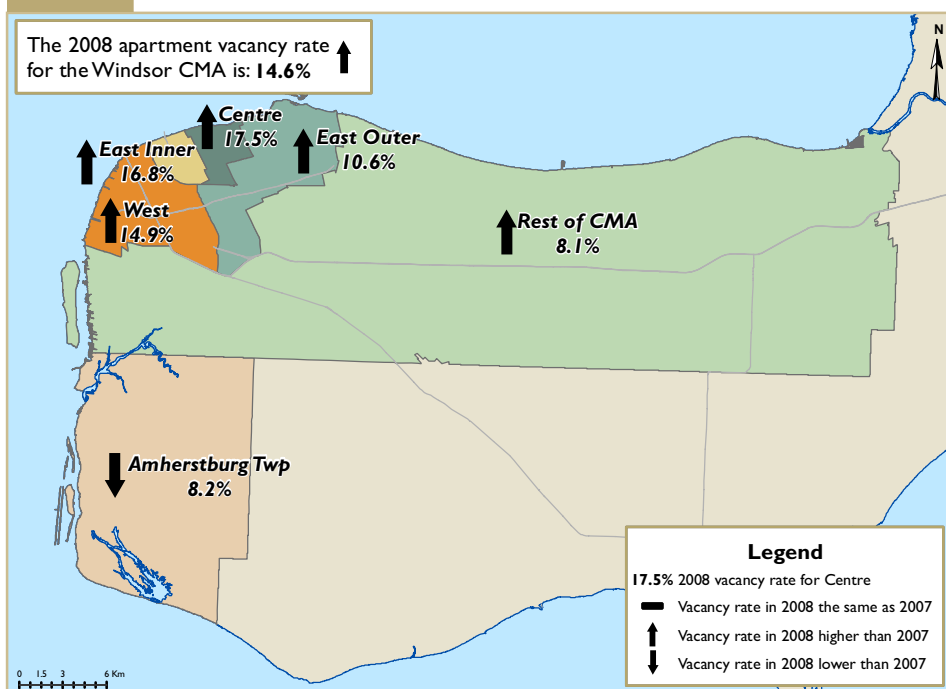 The 2008 apartment vacancy rate
for the Windsor CMA is: 14.6%
N
Centre
17.5%
East Outer
10.6%
East Inner
16.8%
West
14.9%
Rest of CMA
8.1%
Amherstburg Twp
8.2%
Legend
17.5% 2008 vacancy rate for Centre
Vacancy rate in 2008 the same as 2007
Vacancy rate in 2008 higher than 2007
Vacancy rate in 2008 lower than 2007
0 1.5 3 6 Km